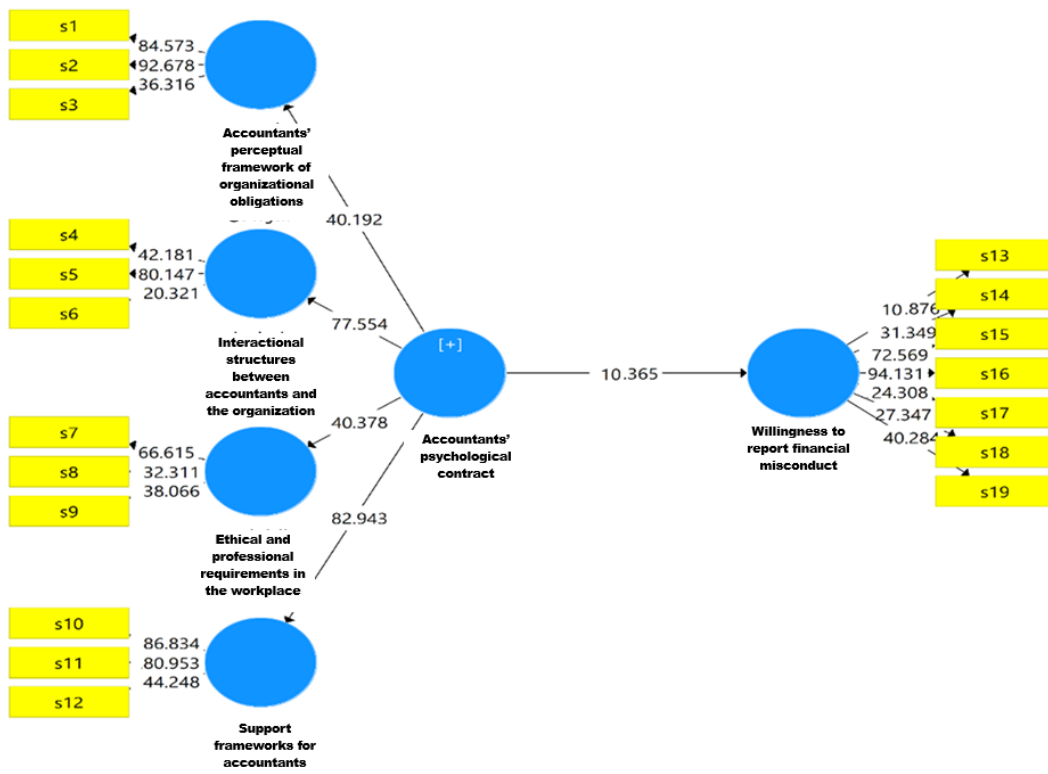 s1
84.573
s2
92.678
s3
36.316
Accountants'
perceptual
framework of
organizational
obligations
40.192
s4
42.181
s5
80.147
s6
20.321
Interactional
structures
between
accountants and
the organization
77.554
[+]
Accountants'
psychological
contract
10.365
s7
66.615
s8
32.311
s9
38.066
Ethical and
professional
requirements in
the workplace
40.378
82.943
s10
86.834
s11
80.953
s12
44.248
Support
frameworks for
accountants
Willingness to
report financial
misconduct
10.876
31.349
72.569
94.131
24.308
27.347
40.284
s13
s14
s15
s16
s17
s18
s19